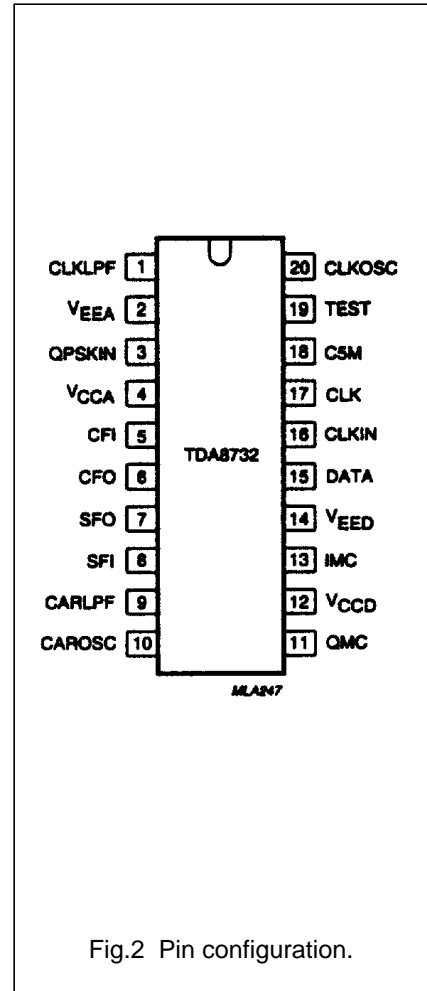 CLKLPF 1 20 CLKOSC
VEEA 2 19 TEST
QPSKIN 3 18 C5M
VCCA 4 17 CLK
CFI 5 16 CLKIN
TDA8732
CFO 6 15 DATA
SFO 7 14 VEED
SFI 8 13 IMC
CARLPF 9 12 VCCD
CAROSC 10 11 QMC
MLA247
Fig.2 Pin configuration.